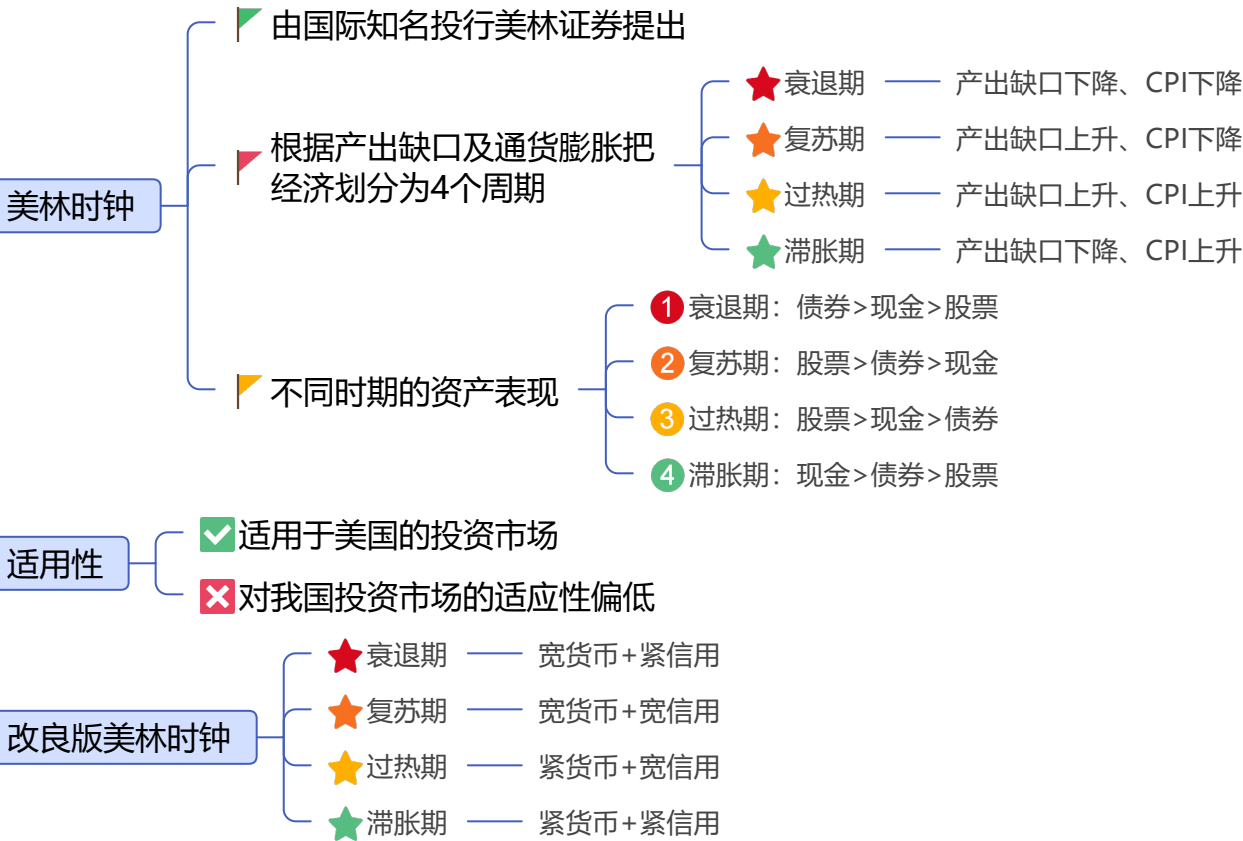 美林时钟
由国际知名投行美林证券提出
根据产出缺口及通货膨胀把
经济划分为4个周期
衰退期
产出缺口下降、CPI下降
复苏期
产出缺口上升、CPI下降
过热期
产出缺口上升、CPI上升
滞胀期
产出缺口下降、CPI上升
不同时期的资产表现
1 衰退期：债券>现金>股票
2 复苏期：股票>债券>现金
3 过热期：股票>现金>债券
4 滞胀期：现金>债券>股票
适用性
适用于美国的投资市场
对我国投资市场的适应性偏低
改良版美林时钟
衰退期
宽货币+紧信用
复苏期
宽货币+宽信用
过热期
紧货币+宽信用
滞胀期
紧货币+紧信用